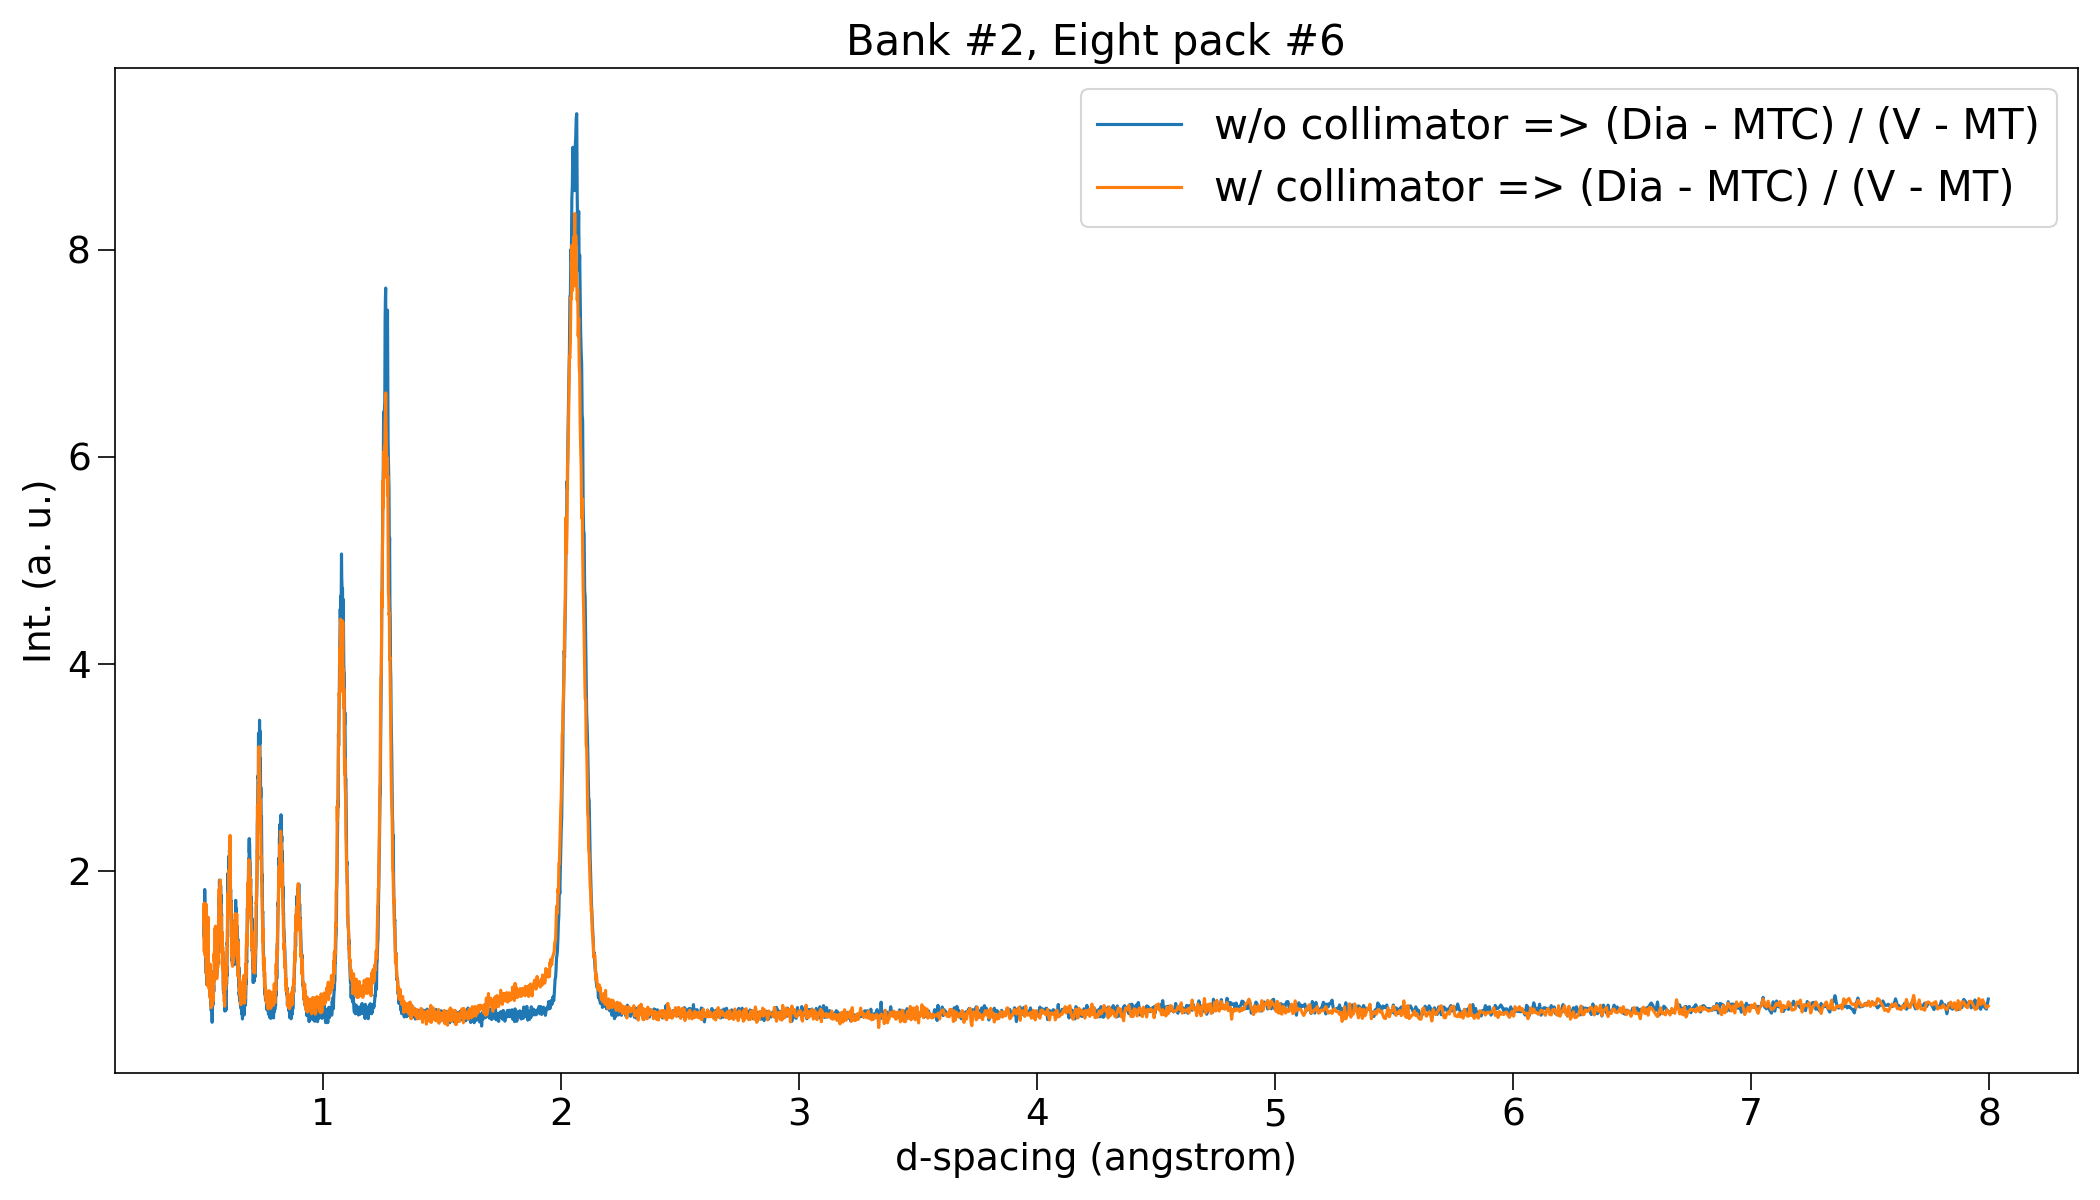 Bank #2, Eight pack #6
w/o collimator => (Dia - MTC) / (V - MT)
w/ collimator => (Dia - MTC) / (V - MT)
Int. (a. u.)
8
6
4
2
1 2 3 4 5 6 7 8
d-spacing (angstrom)